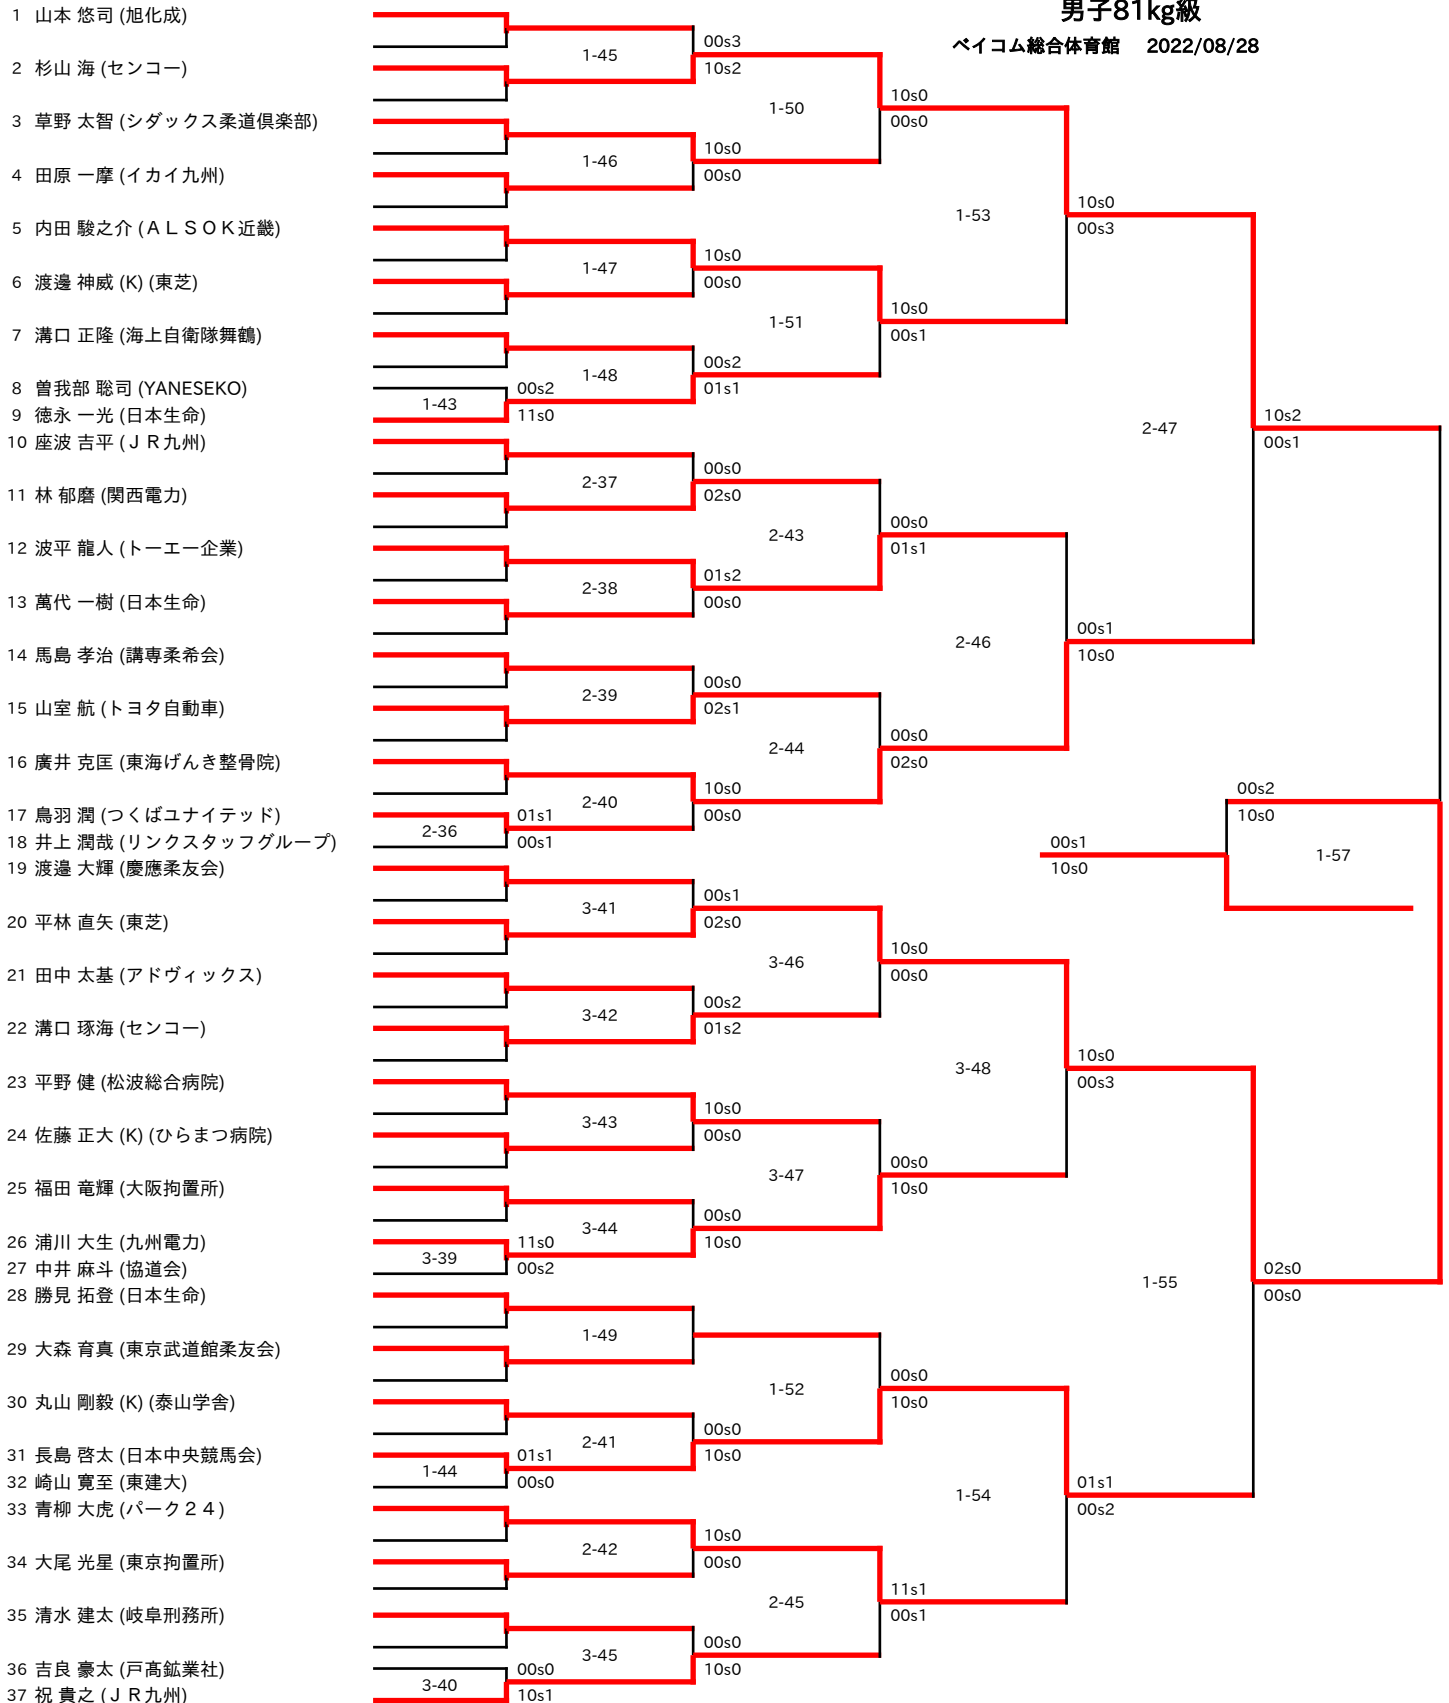 男子81kg級
ベイコム総合体育館 2022/08/28
1 山本 悠司 (旭化成)
00s3
1-45
10s2
2 杉山 海 (センコー)
10s0
1-50
00s0
3 草野 太智 (シダックス柔道倶楽部)
10s0
1-46
00s0
4 田原 一摩 (イカイ九州)
10s0
1-53
00s3
5 内田 駿之介 (ＡＬＳＯＫ近畿)
10s0
1-47
00s0
6 渡邊 神威 (K) (東芝)
10s0
1-51
00s1
7 溝口 正隆 (海上自衛隊舞鶴)
00s2
1-48
01s1
8 曽我部 聡司 (YANESEKO)
00s2
1-43
11s0
9 徳永 一光 (日本生命)
10s2
2-47
00s1
10 座波 吉平 (ＪＲ九州)
00s0
2-37
02s0
11 林 郁磨 (関西電力)
00s0
2-43
01s1
12 波平 龍人 (トーエー企業)
01s2
2-38
00s0
13 萬代 一樹 (日本生命)
00s1
2-46
10s0
14 馬島 孝治 (講専柔希会)
00s0
2-39
02s1
15 山室 航 (トヨタ自動車)
00s0
2-44
02s0
16 廣井 克匡 (東海げんき整骨院)
10s0
2-40
00s0
17 鳥羽 潤 (つくばユナイテッド)
01s1
2-36
00s1
18 井上 潤哉 (リンクスタッフグループ)
00s2
10s0
1-57
00s1
10s0
19 渡邉 大輝 (慶應柔友会)
00s1
3-41
02s0
20 平林 直矢 (東芝)
10s0
3-46
00s0
21 田中 太基 (アドヴィックス)
00s2
3-42
01s2
22 溝口 琢海 (センコー)
10s0
3-48
00s3
23 平野 健 (松波総合病院)
10s0
3-43
00s0
24 佐藤 正大 (K) (ひらまつ病院)
00s0
3-47
10s0
25 福田 竜輝 (大阪拘置所)
00s0
3-44
10s0
26 浦川 大生 (九州電力)
11s0
3-39
00s2
27 中井 麻斗 (協道会)
02s0
1-55
00s0
28 勝見 拓登 (日本生命)
1-49
29 大森 育真 (東京武道館柔友会)
00s0
1-52
10s0
30 丸山 剛毅 (K) (泰山学舎)
00s0
2-41
10s0
31 長島 啓太 (日本中央競馬会)
01s1
1-44
00s0
32 崎山 寛至 (東建大)
01s1
1-54
00s2
33 青柳 大虎 (パーク２４)
10s0
2-42
00s0
34 大尾 光星 (東京拘置所)
11s1
2-45
00s1
35 清水 建太 (岐阜刑務所)
00s0
3-45
10s0
36 吉良 豪太 (戸髙鉱業社)
00s0
3-40
10s1
37 祝 貴之 (ＪＲ九州)